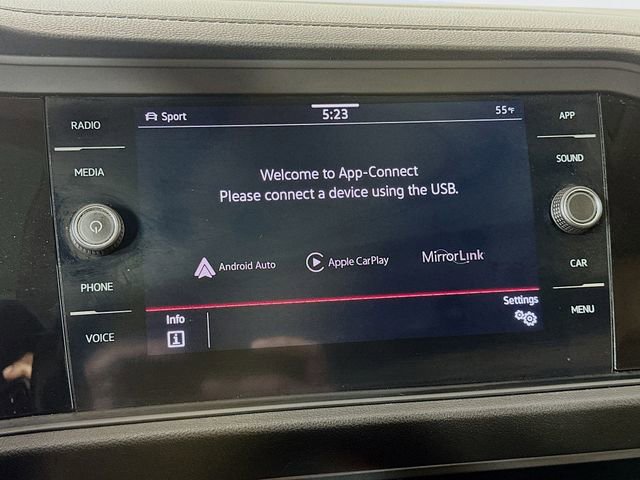 RADIO
MEDIA
PHONE
VOICE
Sport
5:23
55°F
Welcome to App-Connect
Please connect a device using the USB.
Android Auto
Apple CarPlay
MirrorLink
Info
i
Settings
APP
SOUND
CAR
MENU